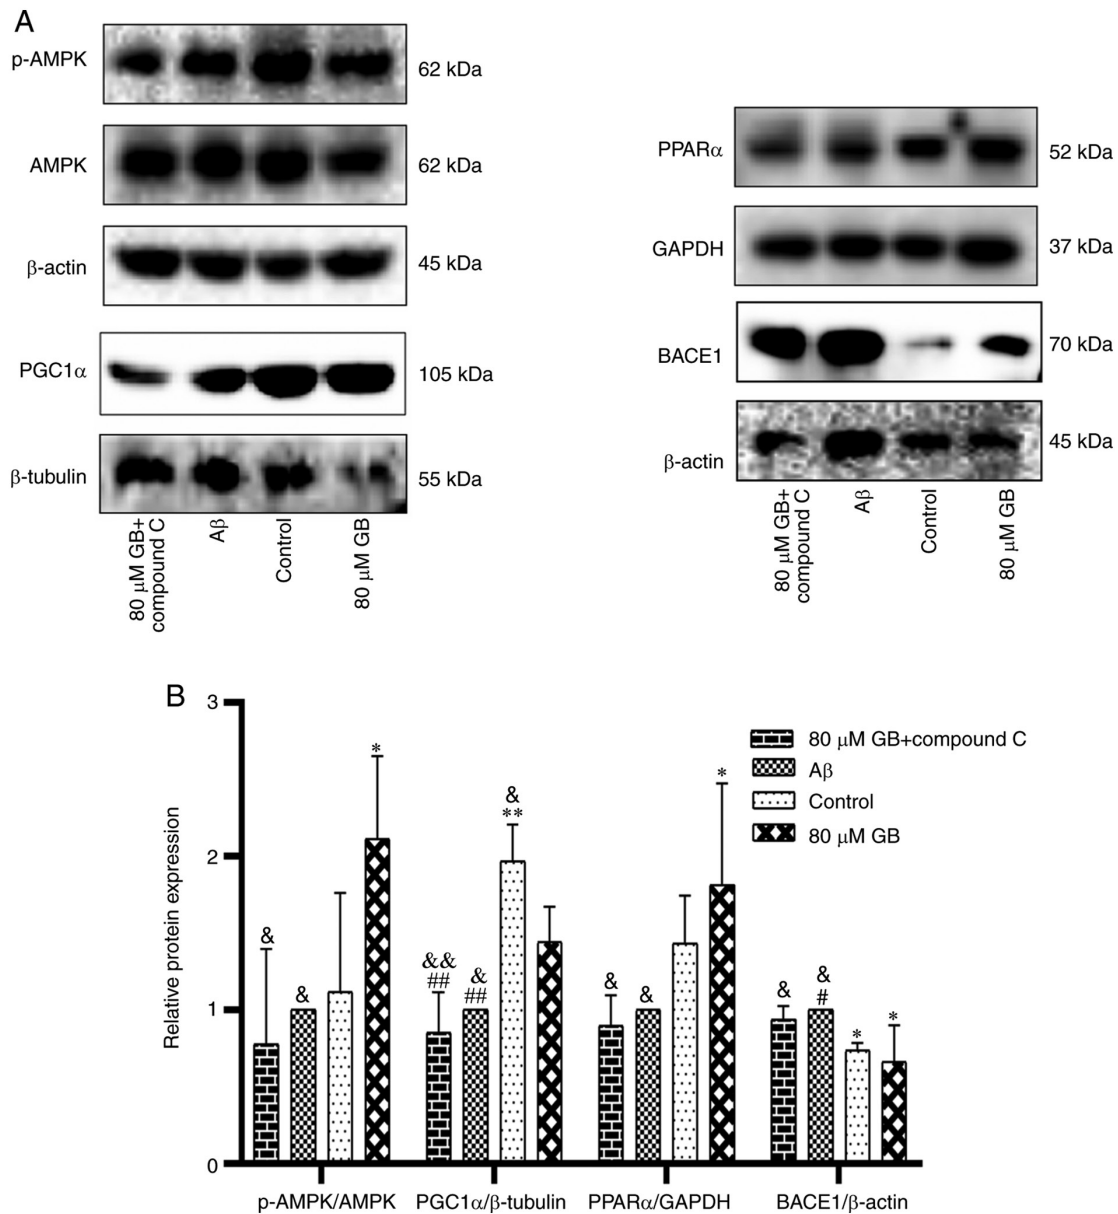 A
p-AMPK
62 kDa
AMPK
62 kDa
β-actin
45 kDa
PGC1α
105 kDa
β-tubulin
55 kDa
80 μM GB+
compound C
Aβ
Control
80 μM GB
PPARα
52 kDa
GAPDH
37 kDa
BACE1
70 kDa
β-actin
45 kDa
80 μM GB+
compound C
Aβ
Control
80 μM GB
B
Relative protein expression
3
2
1
0
&
&
*
&&
##
&
##
&
**
&
&
*
&
&
#
*
*
80 μM GB+compound C
Aβ
Control
80 μM GB
p-AMPK/AMPK
PGC1α/β-tubulin
PPARα/GAPDH
BACE1/β-actin